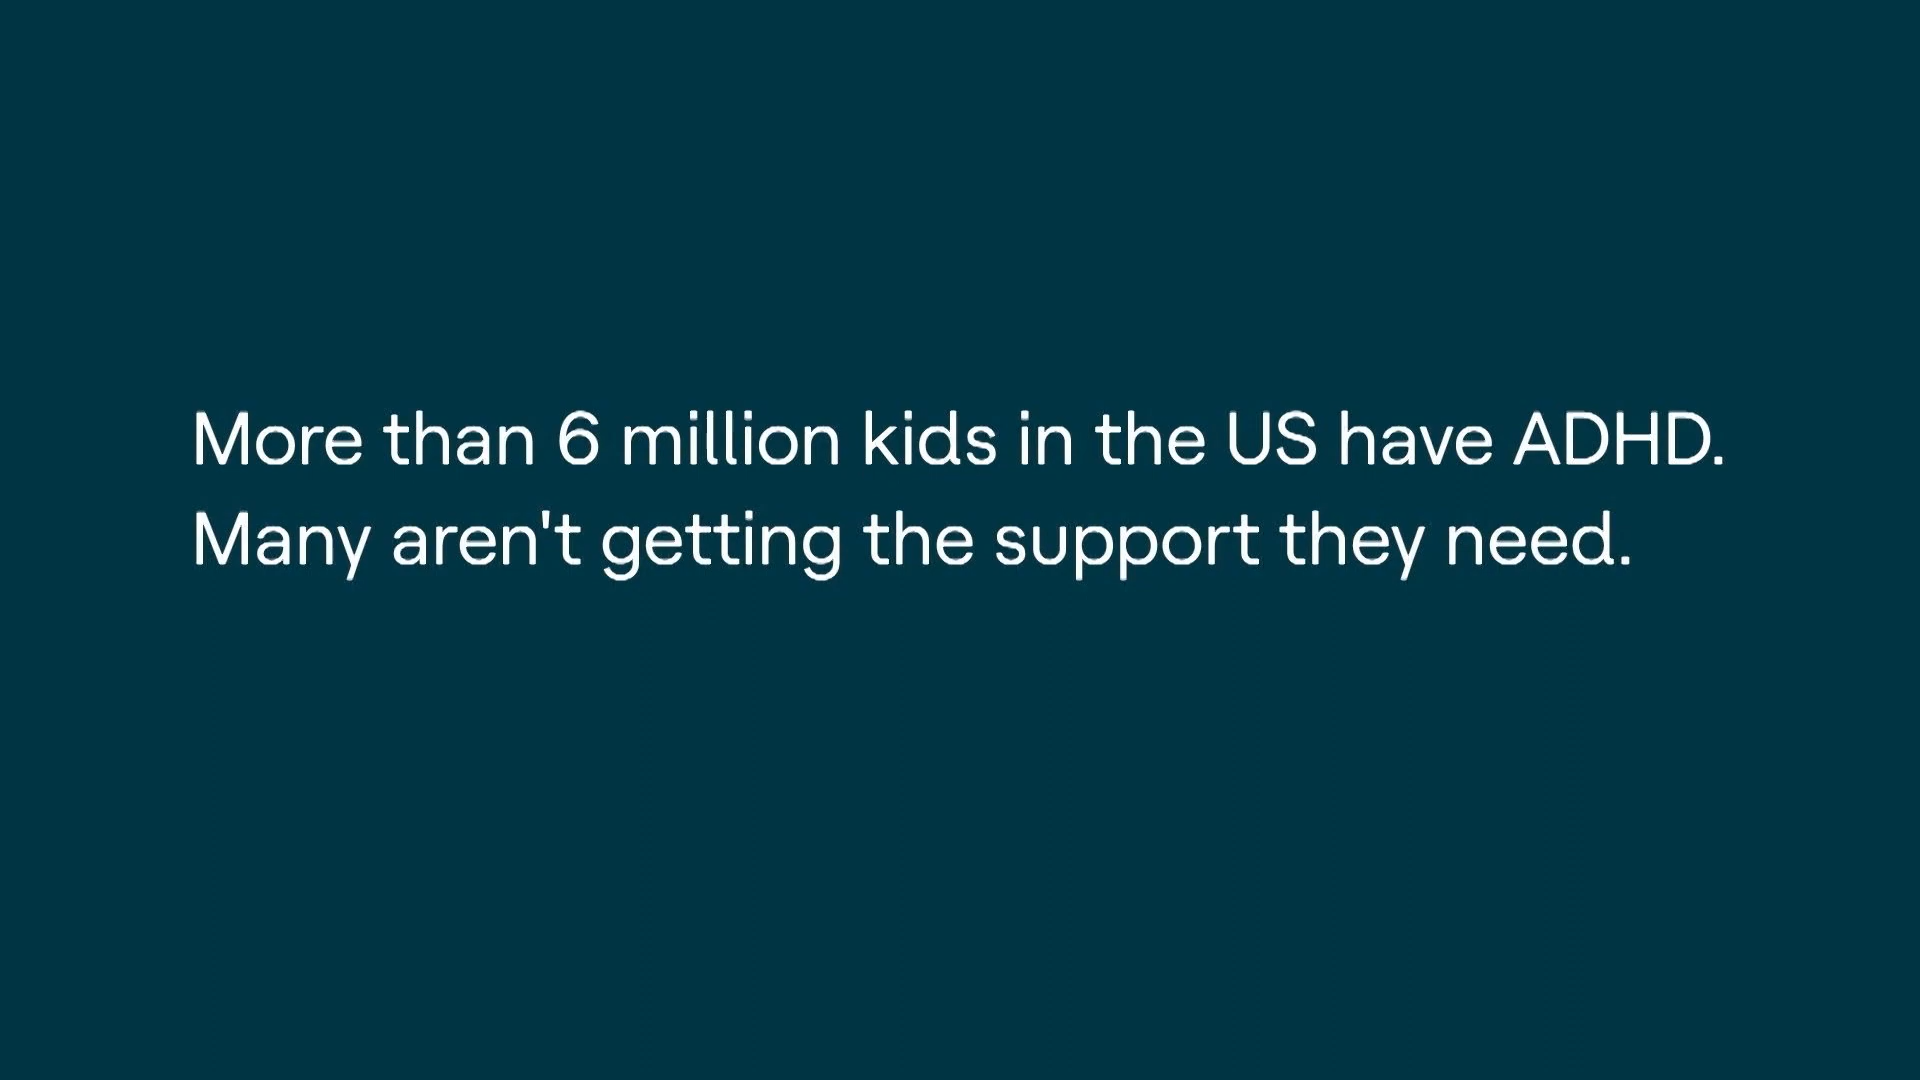 More than 6 million kids in the US have ADHD.
Many aren't getting the support they need.